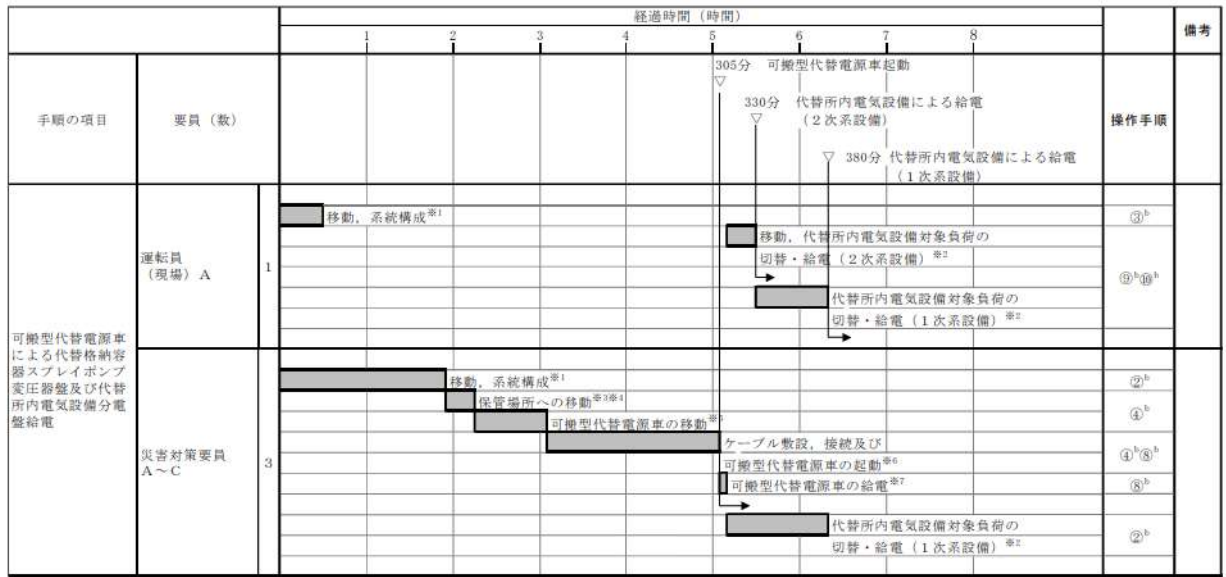 経過時間（時間）
備考
1 2 3 4 5 6 7 8
手順の項目
要員（数）
305分 可搬型代替電源車起動
▽
330分 代替所内電気設備による給電
（２次系設備）
▽
▽ 380分 代替所内電気設備による給電
（１次系設備）
操作手順
可搬型代替電源車
による代替格納容
器スプレイポンプ
変圧器盤及び代替
所内電気設備分電
盤給電
運転員
（現場）Ａ
1
移動，系統構成※1
③b
移動，代替所内電気設備対象負荷の
切替・給電（２次系設備）※2
⑨b⑩b
代替所内電気設備対象負荷の
切替・給電（１次系設備）※2
災害対策要員
Ａ～Ｃ
3
移動，系統構成※1
②b
保管場所への移動※3※4
④b
可搬型代替電源車の移動※5
ケーブル敷設，接続及び
可搬型代替電源車の起動※6
④b⑧b
可搬型代替電源車の給電※7
⑧b
代替所内電気設備対象負荷の
切替・給電（１次系設備）※2
②b